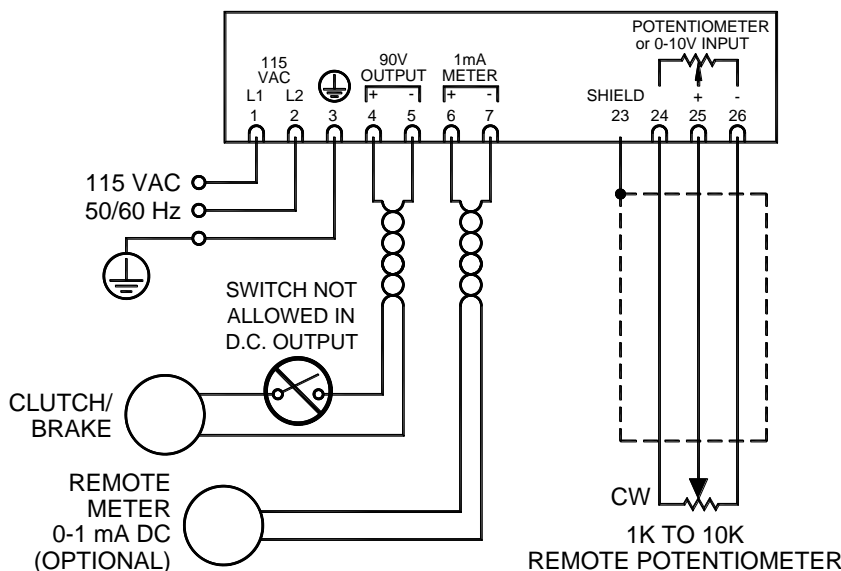 POTENTIOMETER
or 0-10V INPUT
115
VAC
90V
OUTPUT
1mA
METER
L1 L2 + - + - SHIELD + -
1 2 3 4 5 6 7 23 24 25 26
115 VAC
50/60 Hz
SWITCH NOT
ALLOWED IN
D.C. OUTPUT
CLUTCH/
BRAKE
REMOTE
METER
0-1 mA DC
(OPTIONAL)
CW
1K TO 10K
REMOTE POTENTIOMETER